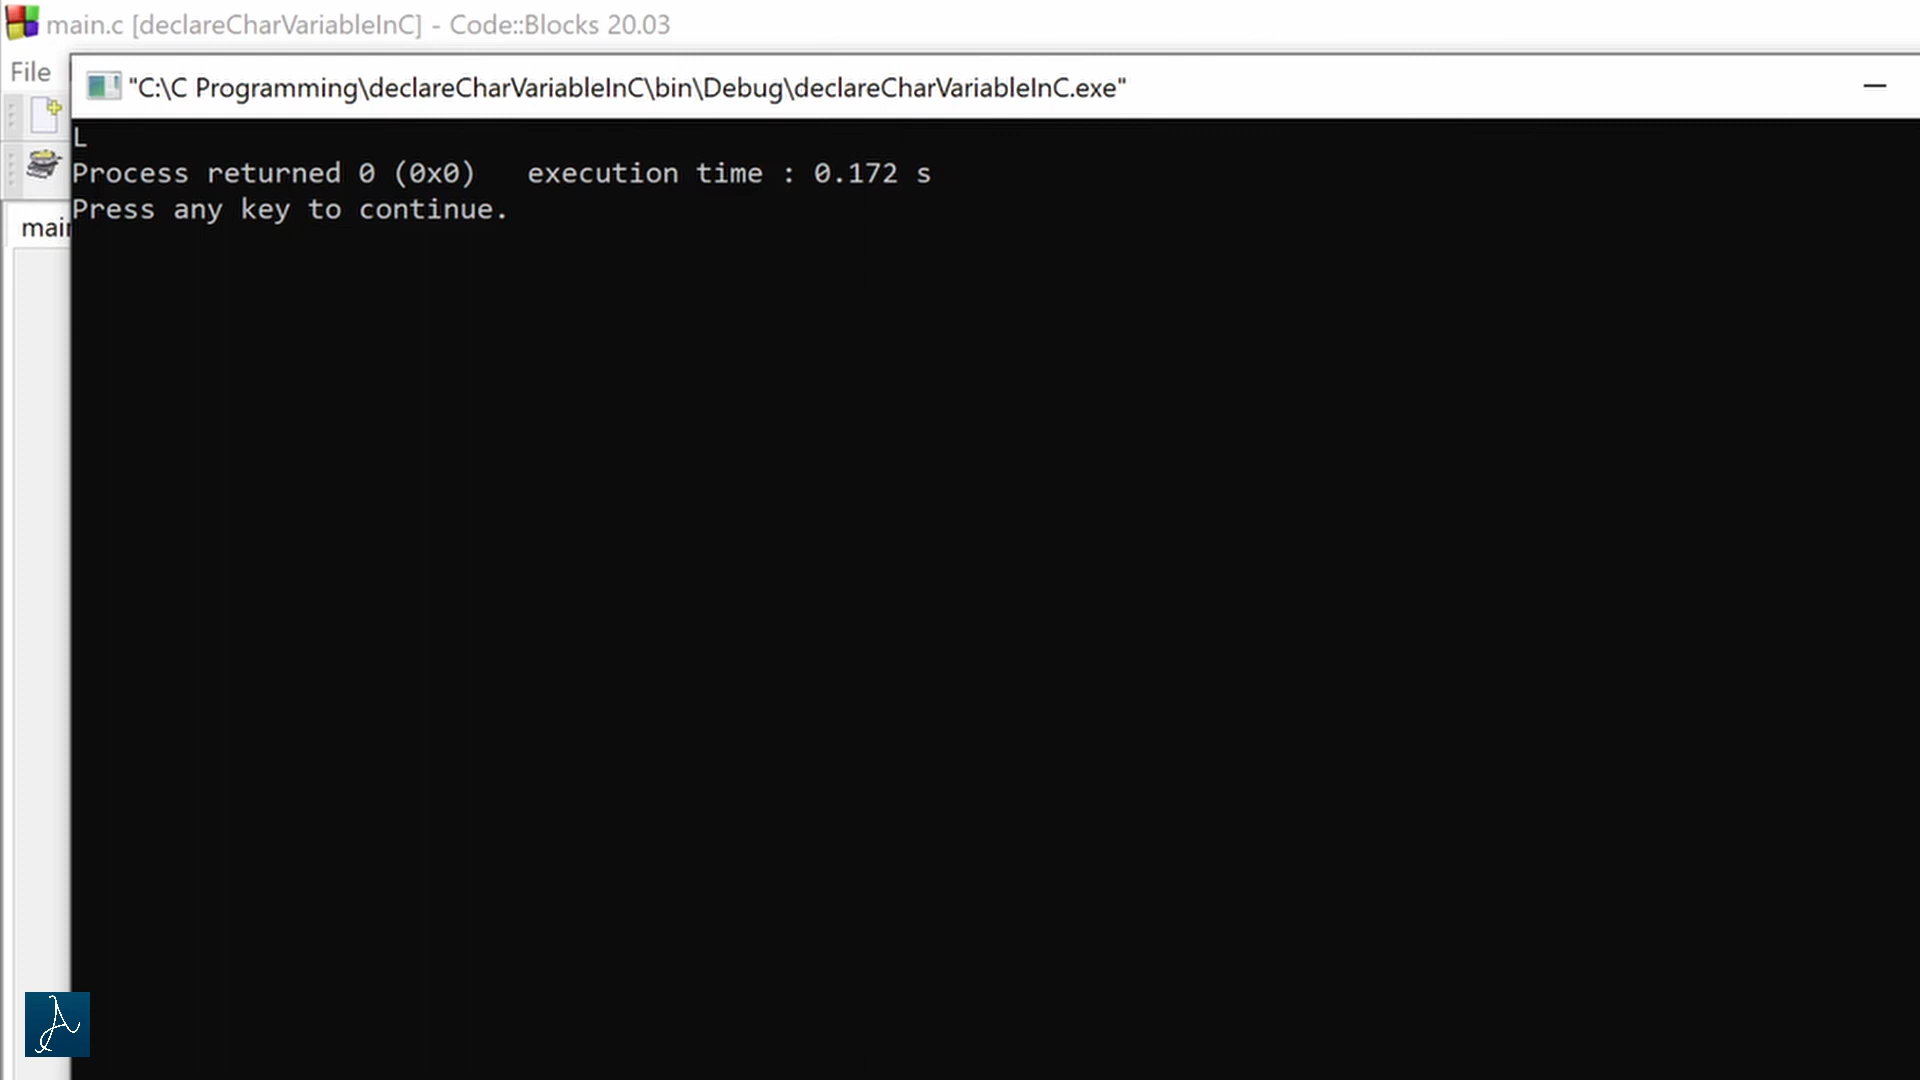 main.c [declareCharVariableInC] - Code::Blocks 20.03
File
"C:\C Programming\declareCharVariableInC\bin\Debug\declareCharVariableInC.exe"
L
Process returned 0 (0x0)   execution time : 0.172 s
Press any key to continue.
main